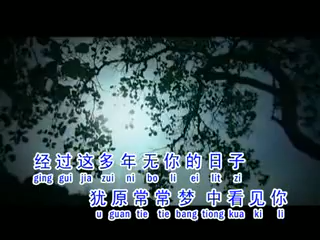 经过这多年无你的日子
ging gui jia zui ni bo li ei lit zi
犹原常常梦中看见你
u guan tie tie bang tiong kua ki li